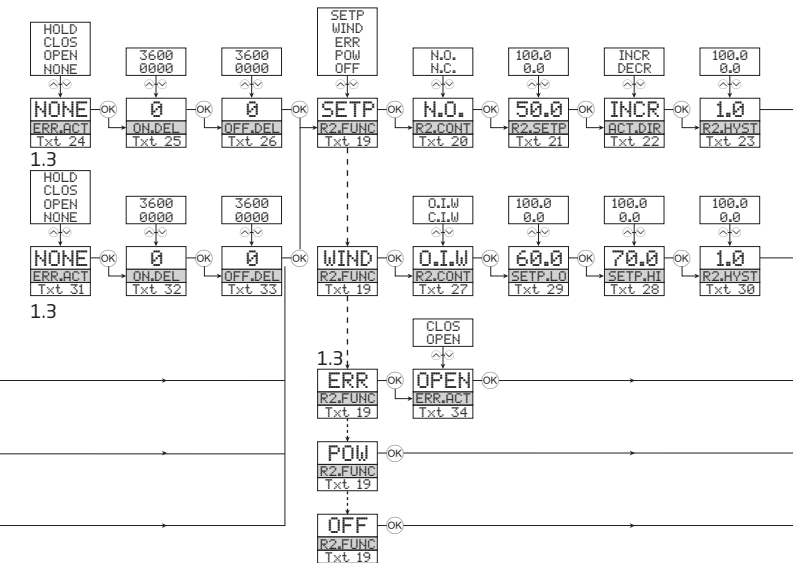 HOLD
CLOS
OPEN
NONE
NONE
ERR.ACT
Txt 24
1.3
3600
0000
0
ON.DEL
Txt 25
3600
0000
0
OFF.DEL
Txt 26
OK
OK
OK
SETP
WIND
ERR
POW
OFF
SETP
R2.FUNC
Txt 19
OK
N.O.
N.C.
N.O.
R2.CONT
Txt 20
OK
100.0
0.0
50.0
R2.SETP
Txt 21
OK
INCR
DECR
INCR
ACT.DIR
Txt 22
OK
100.0
0.0
1.0
R2.HYST
Txt 23
HOLD
CLOS
OPEN
NONE
NONE
ERR.ACT
Txt 31
1.3
OK
3600
0000
0
ON.DEL
Txt 32
OK
3600
0000
0
OFF.DEL
Txt 33
OK
WIND
R2.FUNC
Txt 19
OK
O.I.W
C.I.W
O.I.W
R2.CONT
Txt 27
OK
100.0
0.0
60.0
SETP.LO
Txt 29
OK
100.0
0.0
70.0
SETP.HI
Txt 28
OK
100.0
0.0
1.0
R2.HYST
Txt 30
1.3
ERR
R2.FUNC
Txt 19
OK
CLOS
OPEN
OPEN
ERR.ACT
Txt 34
OK
POW
R2.FUNC
Txt 19
OK
OFF
R2.FUNC
Txt 19
OK